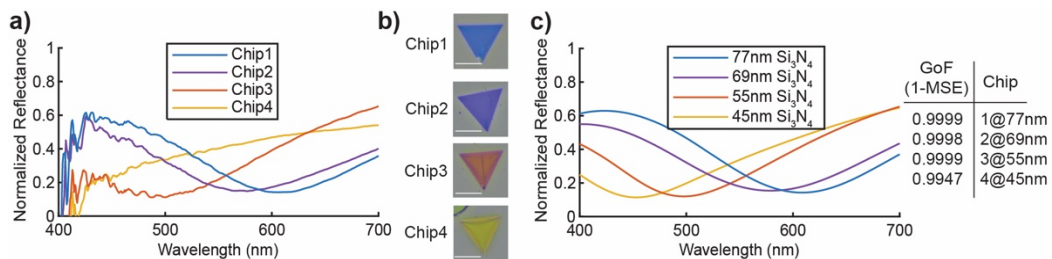 a)
Normalized Reflectance
1
0.8
0.6
0.4
0.2
0
400
500
600
700
Wavelength (nm)
Chip1
Chip2
Chip3
Chip4
b)
Chip1
Chip2
Chip3
Chip4
c)
Normalized Reflectance
1
0.8
0.6
0.4
0.2
0
400
500
600
700
Wavelength (nm)
77nm Si₃N₄
69nm Si₃N₄
55nm Si₃N₄
45nm Si₃N₄
GoF (1-MSE) Chip
0.9999 1@77nm
0.9998 2@69nm
0.9999 3@55nm
0.9947 4@45nm